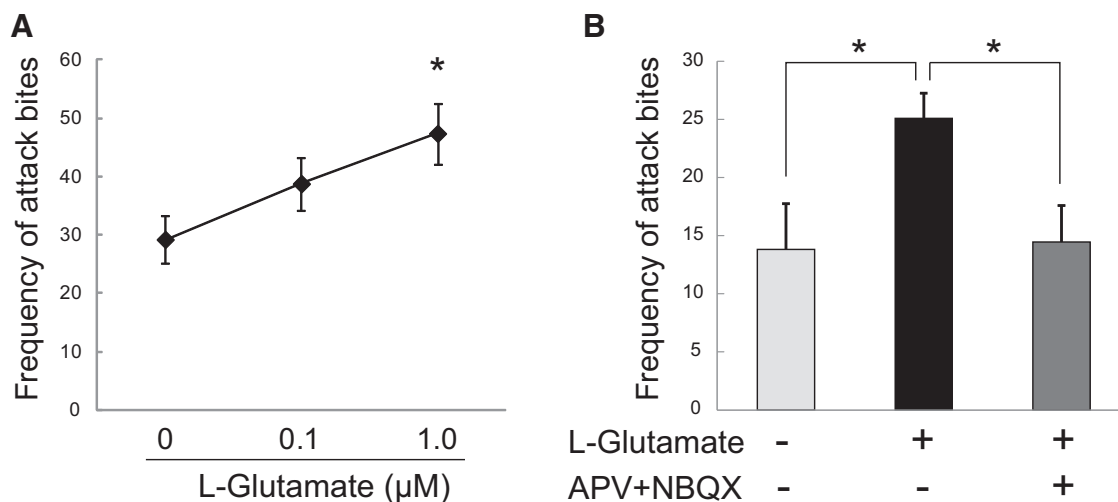 A
Frequency of attack bites
60
50
40
30
20
10
0
*
0 0.1 1.0
L-Glutamate (µM)
B
Frequency of attack bites
30
25
20
15
10
5
0
* *
L-Glutamate - + +
APV+NBQX - - +